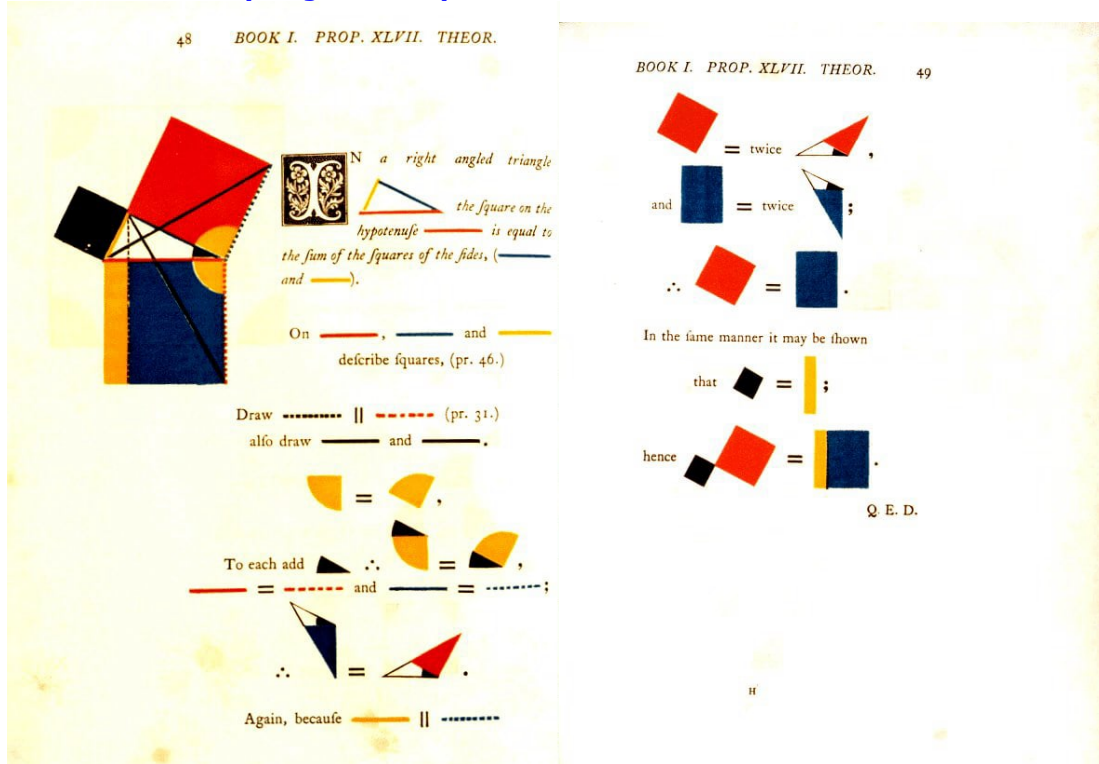 48 BOOK I. PROP. XLVII. THEOR.
IN a right angled triangle
the ſquare on the
hypotenuſe is equal to
the ſum of the ſquares of the ſides, (
and ).
On , and
deſcribe ſquares, (pr. 46.)
Draw || (pr. 31.)
alſo draw and .
= ,
To each add ∴ = ,
= and = ;
∴ = .
Again, becauſe ||
BOOK I. PROP. XLVII. THEOR. 49
= twice ,
and = twice ;
∴ = .
In the ſame manner it may be ſhown
that = ;
hence = .
Q. E. D.
H